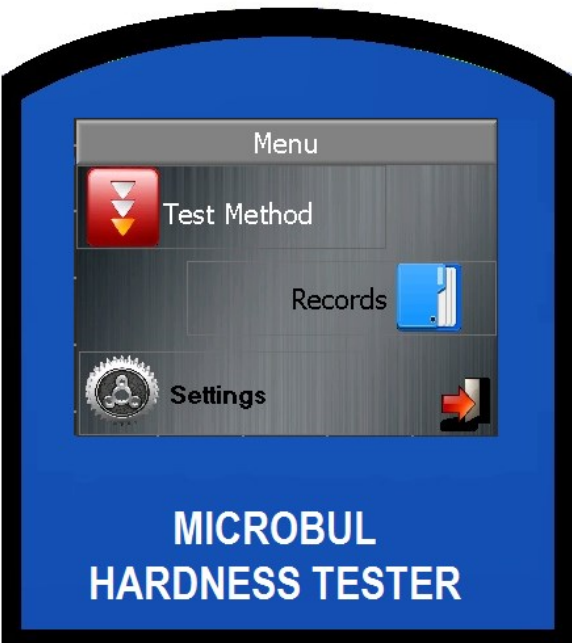 Menu
Test Method
Records
Settings
MICROBUL
HARDNESS TESTER